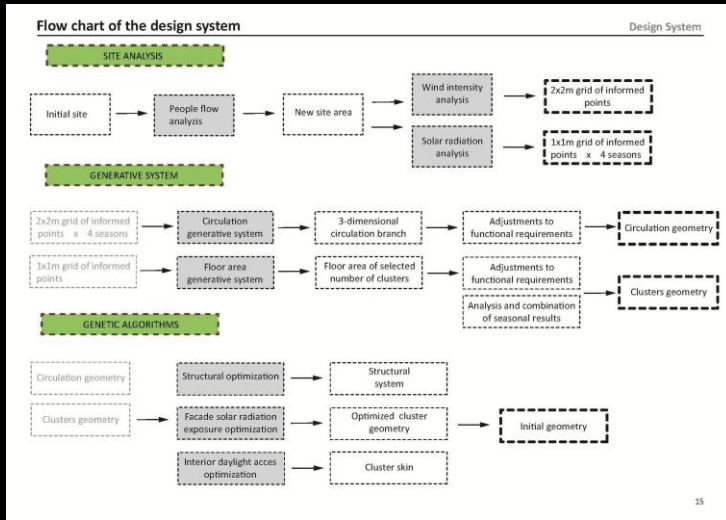 Flow chart of the design system
Design System
SITE ANALYSIS
Initial site
People flow
analyzis
New site area
Wind intensity
analysis
2x2m grid of informed
points
Solar radiation
analysis
1x1m grid of informed
points x 4 seasons
GENERATIVE SYSTEM
2x2m grid of informed
points x 4 seasons
Circulation
generative system
3-dimensional
circulation branch
Adjustments to
functional requirements
Circulation geometry
1x1m grid of informed
points
Floor area
generative system
Floor area of selected
number of clusters
Adjustments to
functional requirements
Analysis and combination
of seasonal results
Clusters geometry
GENETIC ALGORITHMS
Circulation geometry
Structural optimization
Structural
system
Clusters geometry
Facade solar radiation
exposure optimization
Optimized cluster
geometry
Initial geometry
Interior daylight acces
optimization
Cluster skin
15